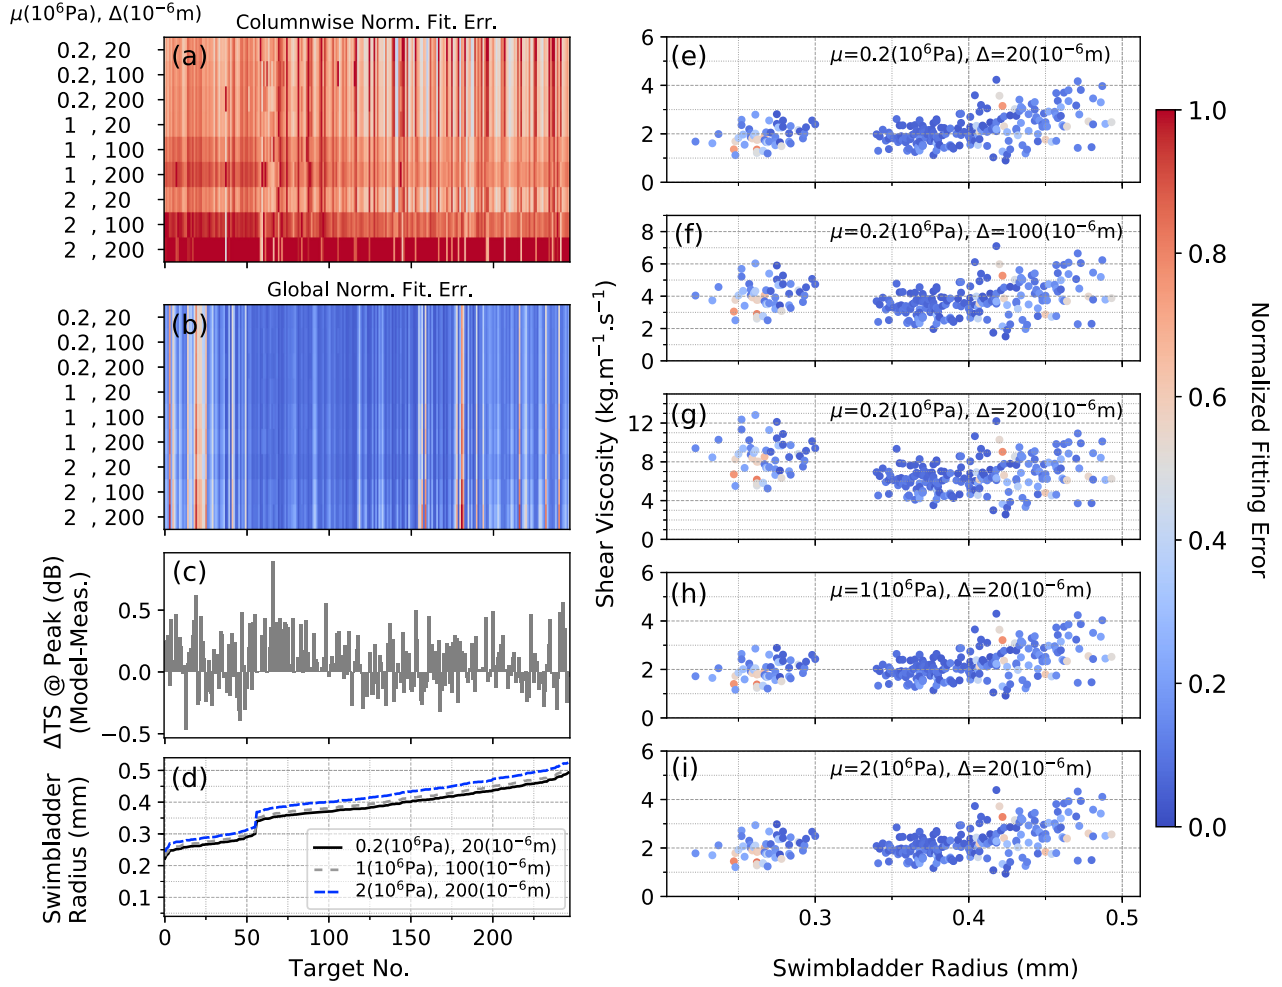 μ(10⁶Pa), Δ(10⁻⁶m)
Columnwise Norm. Fit. Err.
(a)
0.2, 20
0.2, 100
0.2, 200
1 , 20
1 , 100
1 , 200
2 , 20
2 , 100
2 , 200
0 50 100 150 200
Global Norm. Fit. Err.
(b)
0.2, 20
0.2, 100
0.2, 200
1 , 20
1 , 100
1 , 200
2 , 20
2 , 100
2 , 200
(c)
ΔTS @ Peak (dB)
(Model-Meas.)
0.5
0.0
−0.5
(d)
Swimbladder
Radius (mm)
0.5
0.4
0.3
0.2
0.1
0.2(10⁶Pa), 20(10⁻⁶m)
1(10⁶Pa), 100(10⁻⁶m)
2(10⁶Pa), 200(10⁻⁶m)
0 50 100 150 200
Target No.
Shear Viscosity (kg.m⁻¹.s⁻¹)
(e)
μ=0.2(10⁶Pa), Δ=20(10⁻⁶m)
6
4
2
0
(f)
μ=0.2(10⁶Pa), Δ=100(10⁻⁶m)
8
6
4
2
0
(g)
μ=0.2(10⁶Pa), Δ=200(10⁻⁶m)
12
8
4
0
(h)
μ=1(10⁶Pa), Δ=20(10⁻⁶m)
6
4
2
0
(i)
μ=2(10⁶Pa), Δ=20(10⁻⁶m)
6
4
2
0
0.3 0.4 0.5
Swimbladder Radius (mm)
1.0
0.8
0.6
0.4
0.2
0.0
Normalized Fitting Error